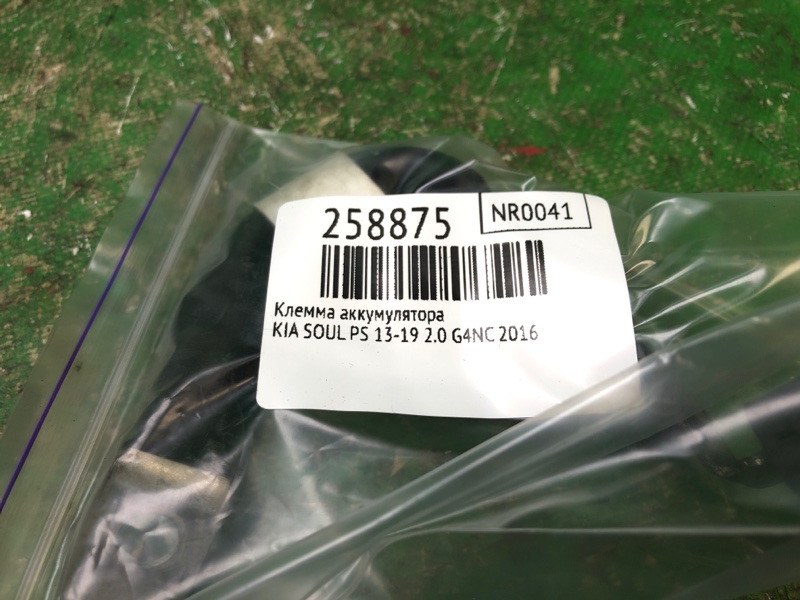 258875 NR0041
Клемма аккумулятора
KIA SOUL PS 13-19 2.0 G4NC 2016